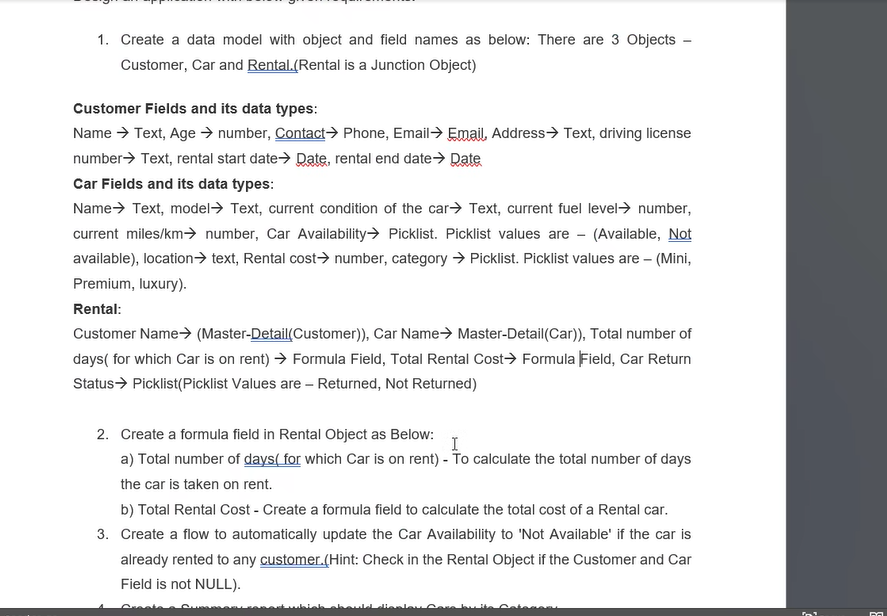 Design an application with below given requirements.
1. Create a data model with object and field names as below: There are 3 Objects –
Customer, Car and Rental.(Rental is a Junction Object)
Customer Fields and its data types:
Name → Text, Age → number, Contact→ Phone, Email→ Email, Address→ Text, driving license
number→ Text, rental start date→ Date, rental end date→ Date
Car Fields and its data types:
Name→ Text, model→ Text, current condition of the car→ Text, current fuel level→ number,
current miles/km→ number, Car Availability→ Picklist. Picklist values are – (Available, Not
available), location→ text, Rental cost→ number, category → Picklist. Picklist values are – (Mini,
Premium, luxury).
Rental:
Customer Name→ (Master-Detail(Customer)), Car Name→ Master-Detail(Car)), Total number of
days( for which Car is on rent) → Formula Field, Total Rental Cost→ Formula Field, Car Return
Status→ Picklist(Picklist Values are – Returned, Not Returned)
2. Create a formula field in Rental Object as Below:
a) Total number of days( for which Car is on rent) - To calculate the total number of days
the car is taken on rent.
b) Total Rental Cost - Create a formula field to calculate the total cost of a Rental car.
3. Create a flow to automatically update the Car Availability to 'Not Available' if the car is
already rented to any customer.(Hint: Check in the Rental Object if the Customer and Car
Field is not NULL).
4. Create a Summary report which should display Cars by its Category.